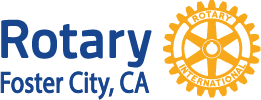 Rotary
Foster City, CA
ROTARY
INTERNATIONAL